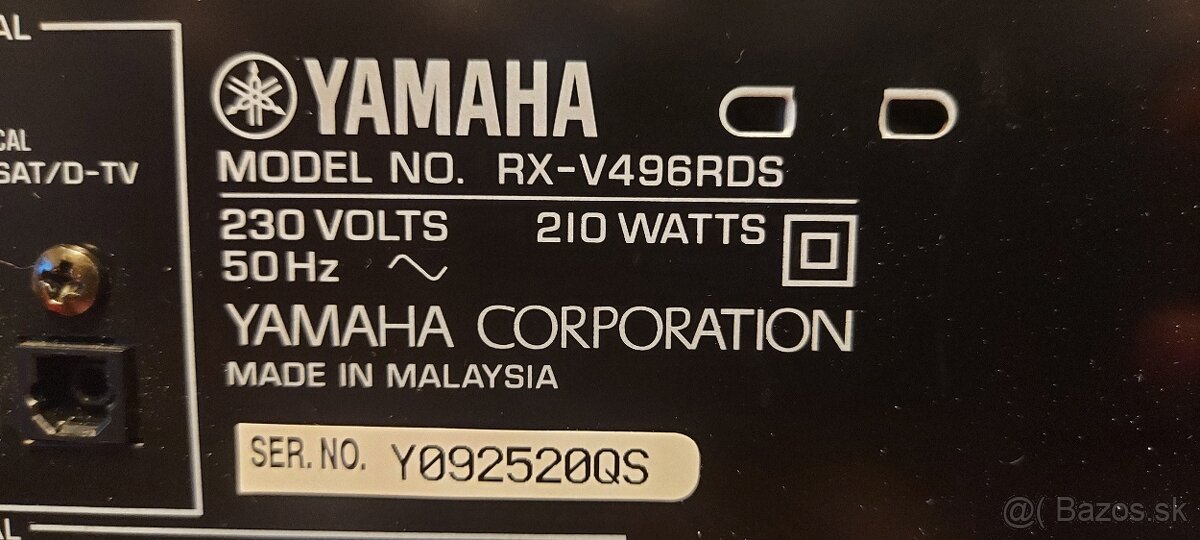 AL
CAL
SAT/D-TV
YAMAHA
MODEL NO. RX-V496RDS
230 VOLTS 210 WATTS
50 Hz
YAMAHA CORPORATION
MADE IN MALAYSIA
SER. NO. Y092520QS
AL
@( Bazos.sk